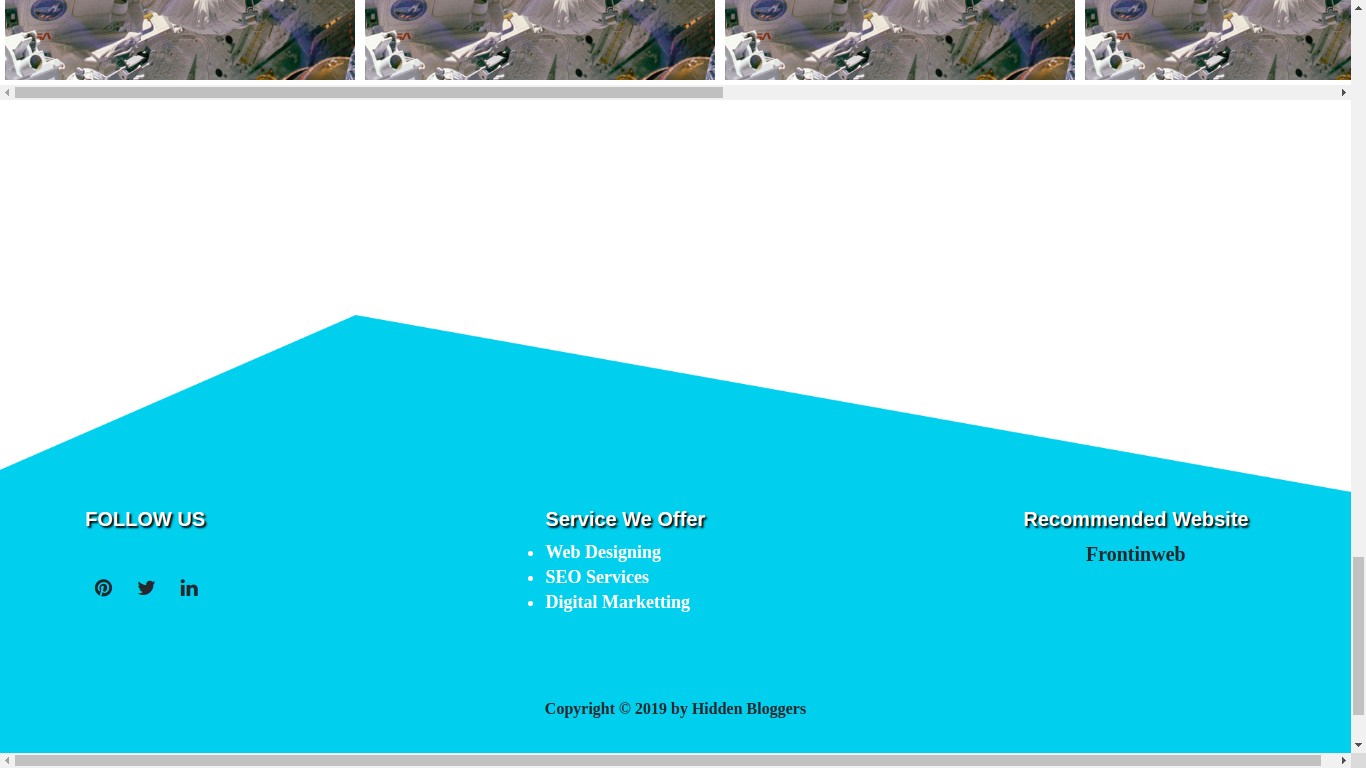 FOLLOW US
Service We Offer
Web Designing
SEO Services
Digital Marketting
Recommended Website
Frontinweb
Copyright © 2019 by Hidden Bloggers